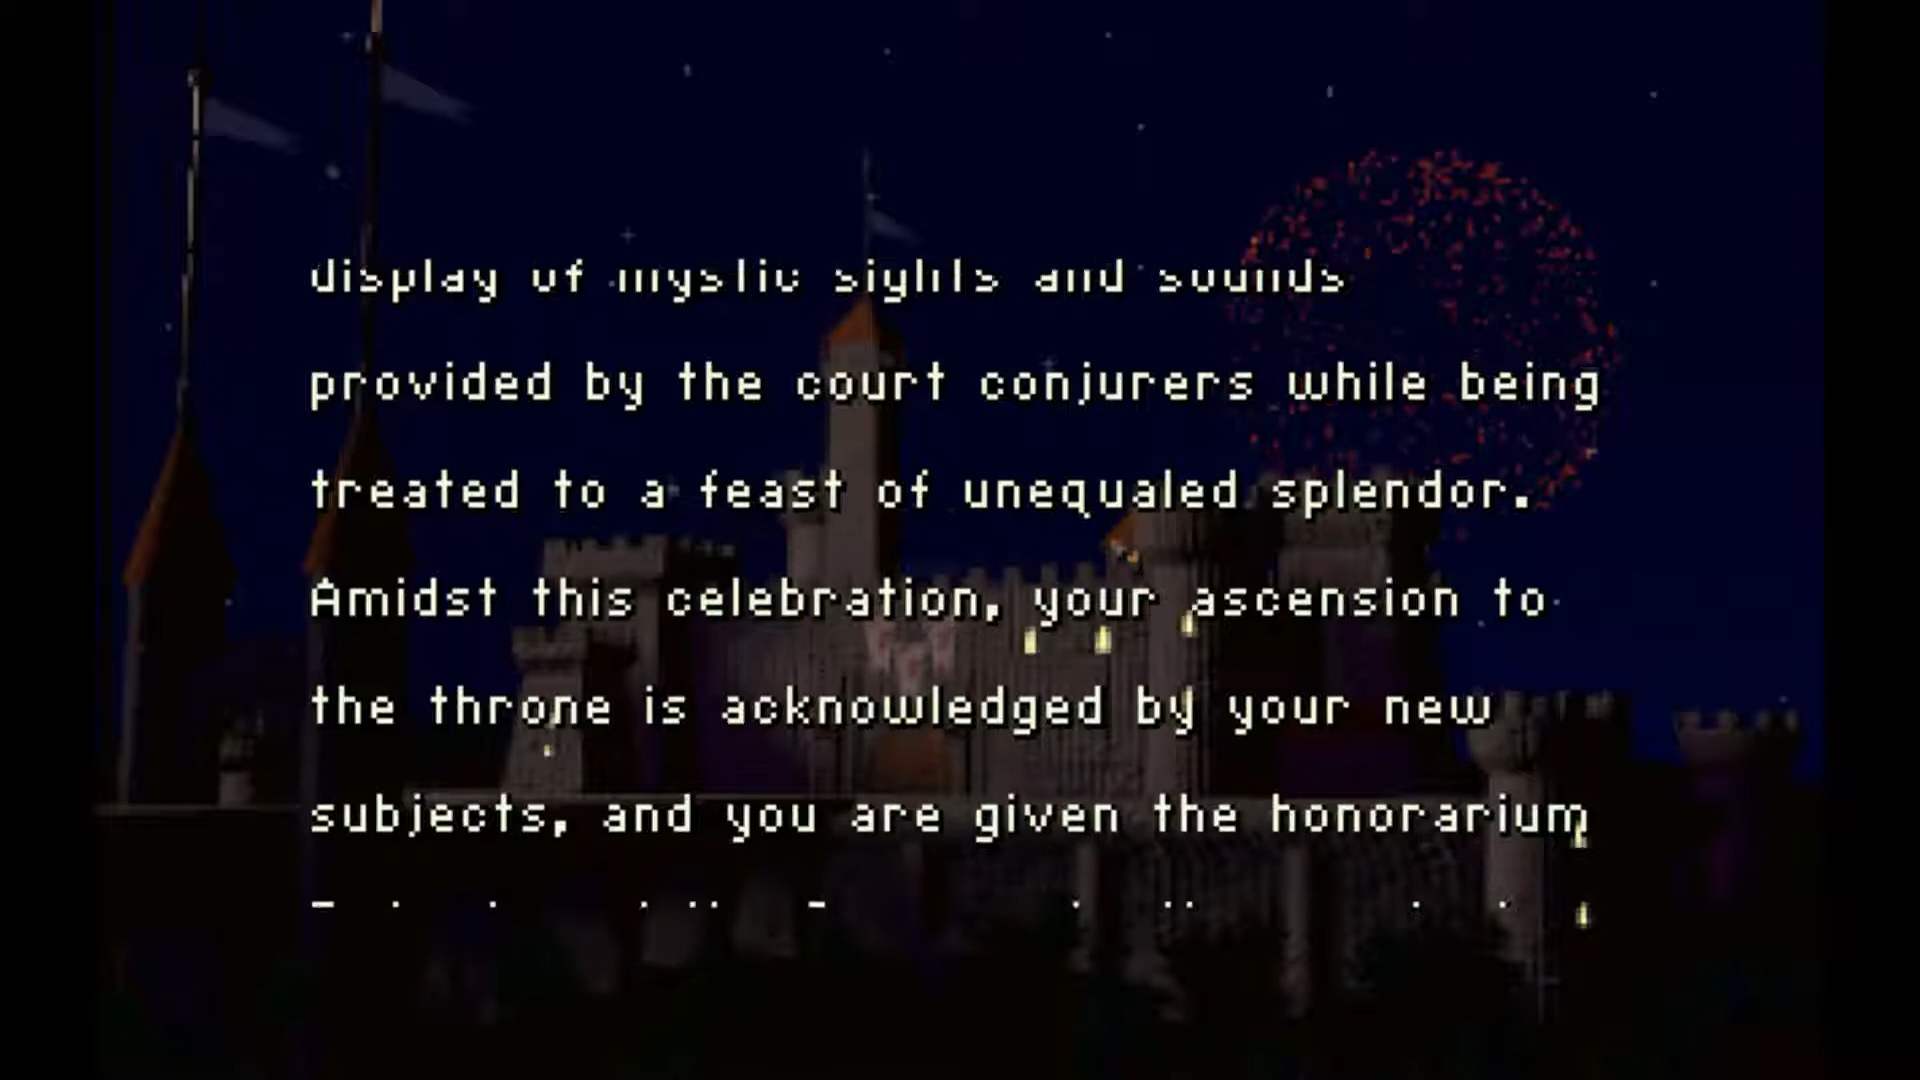 display of mystic sights and sounds
provided by the court conjurers while being
treated to a feast of unequaled splendor.
Amidst this celebration, your ascension to
the throne is acknowledged by your new
subjects, and you are given the honorarium